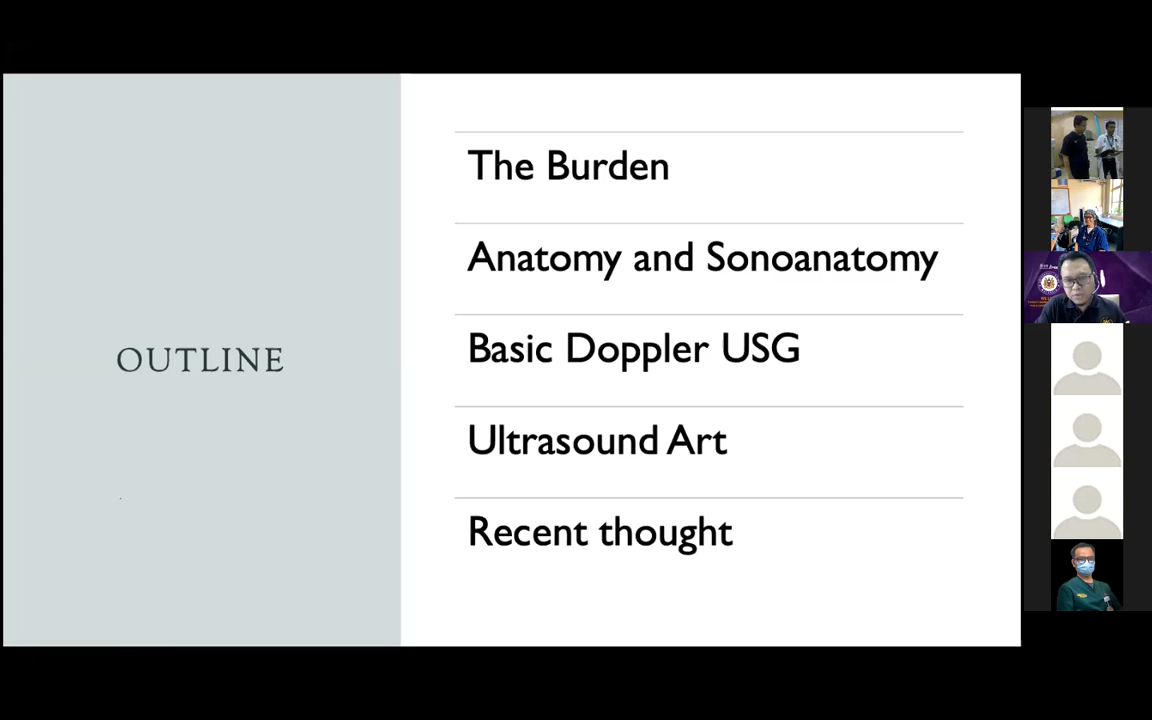 OUTLINE
The Burden
Anatomy and Sonoanatomy
Basic Doppler USG
Ultrasound Art
Recent thought